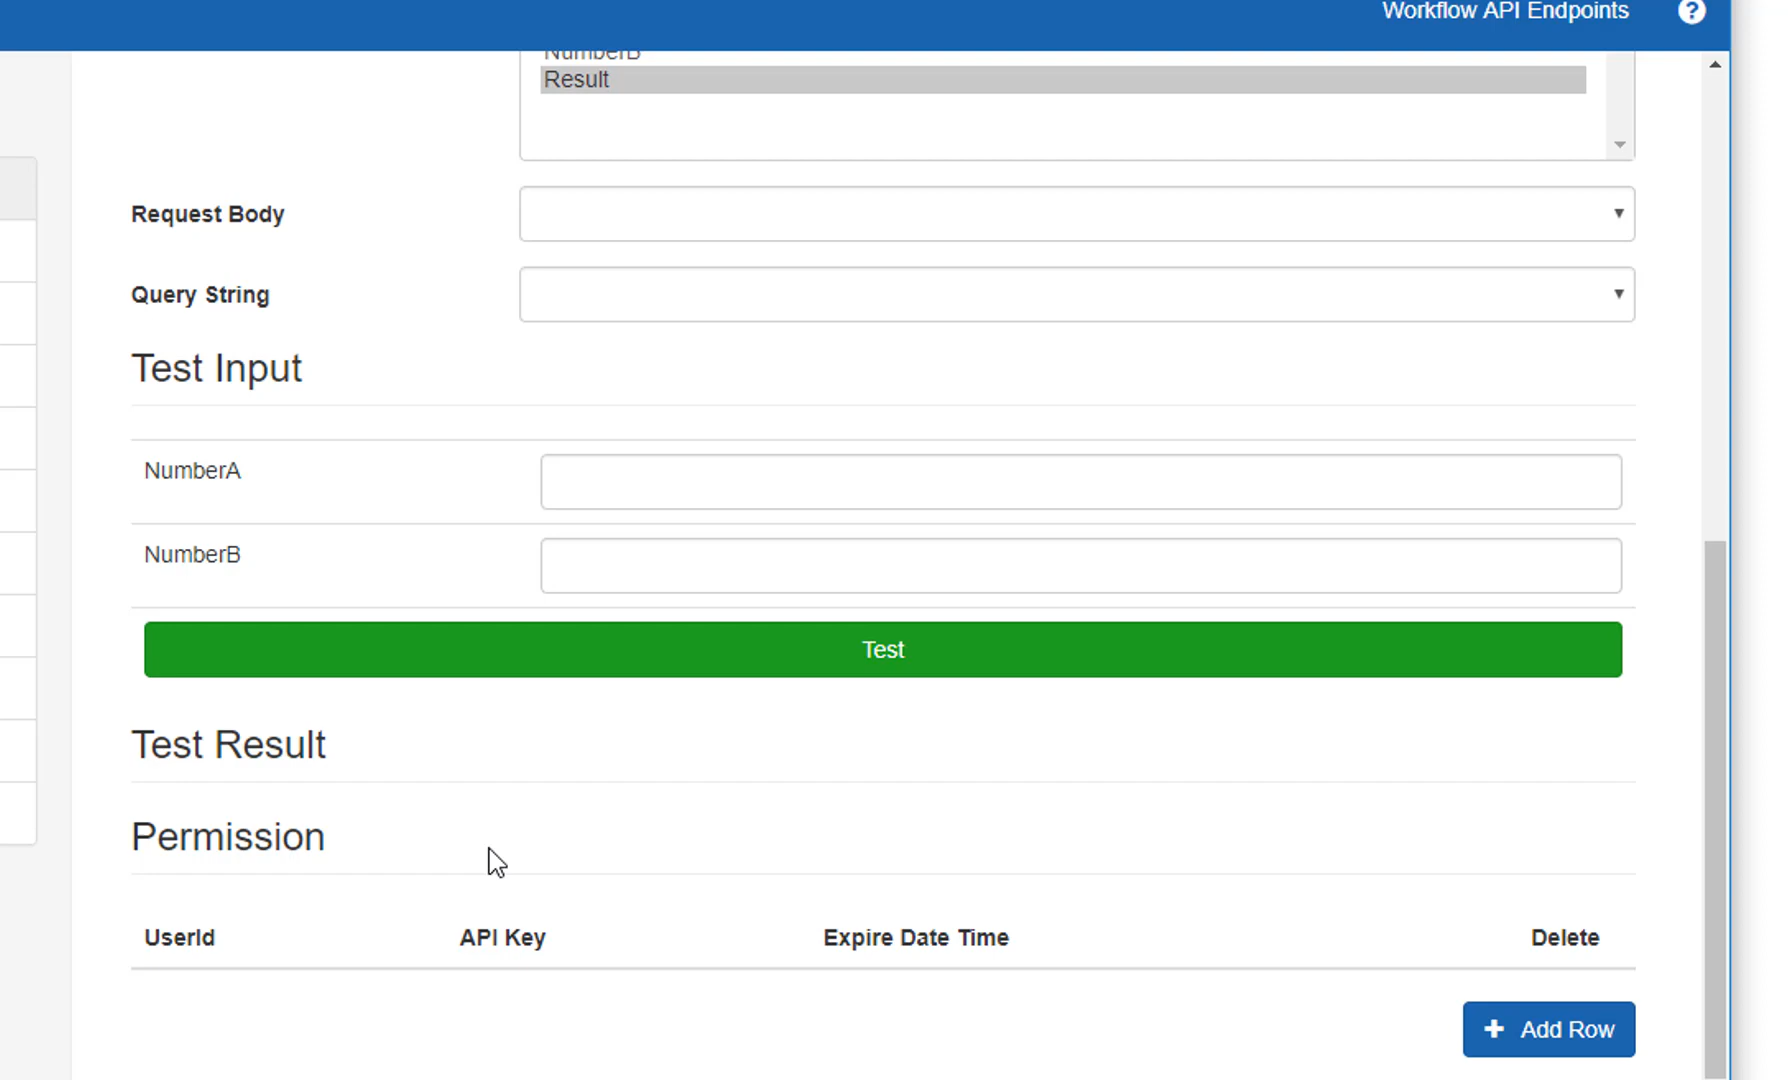 Workflow API Endpoints
NumberB
Result
Request Body
Query String
Test Input
NumberA
NumberB
Test
Test Result
Permission
UserId API Key Expire Date Time Delete
Add Row